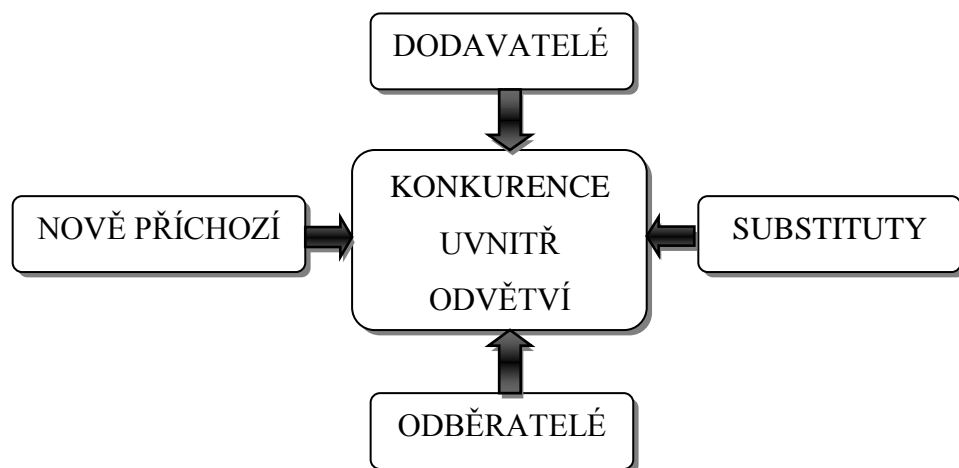 DODAVATELÉ
KONKURENCE
NOVĚ PŘÍCHOZÍ
UVNITŘ
SUBSTITUTY
ODVĚTVÍ
ODBĚRATELÉ